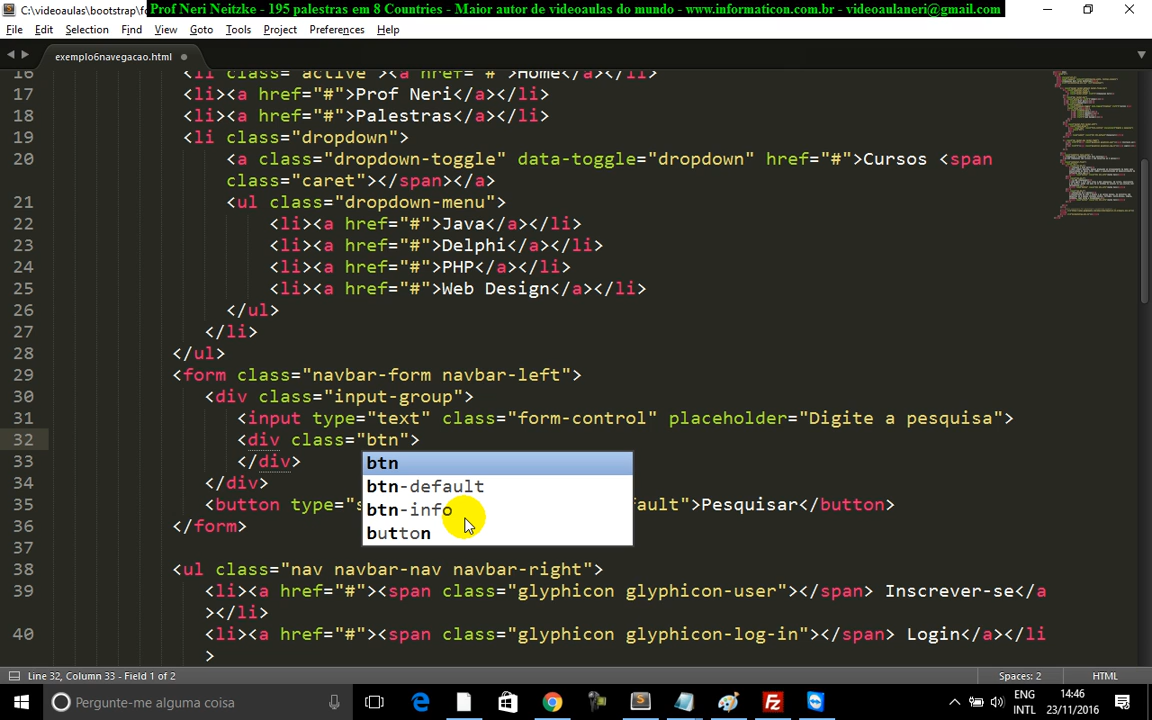 C:\videoaulas\bootstrap\fo
Prof Neri Neitzke - 195 palestras em 8 Countries - Maior autor de videoaulas do mundo - www.informaticon.com.br - videoaulaneri@gmail.com
File Edit Selection Find View Goto Tools Project Preferences Help
exemplo6navegacao.html
16 <li class="active"><a href="#">Home</a></li>
17 <li><a href="#">Prof Neri</a></li>
18 <li><a href="#">Palestras</a></li>
19 <li class="dropdown">
20 <a class="dropdown-toggle" data-toggle="dropdown" href="#">Cursos <span
class="caret"></span></a>
21 <ul class="dropdown-menu">
22 <li><a href="#">Java</a></li>
23 <li><a href="#">Delphi</a></li>
24 <li><a href="#">PHP</a></li>
25 <li><a href="#">Web Design</a></li>
26 </ul>
27 </li>
28 </ul>
29 <form class="navbar-form navbar-left">
30 <div class="input-group">
31 <input type="text" class="form-control" placeholder="Digite a pesquisa">
32 <div class="btn">
33 </div>
btn
34 </div>
btn-default
35 <button type="s ault">Pesquisar</button>
btn-info
36 </form>
button
37
38 <ul class="nav navbar-nav navbar-right">
39 <li><a href="#"><span class="glyphicon glyphicon-user"></span> Inscrever-se</a
></li>
40 <li><a href="#"><span class="glyphicon glyphicon-log-in"></span> Login</a></li
>
Line 32, Column 33 - Field 1 of 2
Spaces: 2
HTML
Pergunte-me alguma coisa
ENG
INTL
14:46
23/11/2016